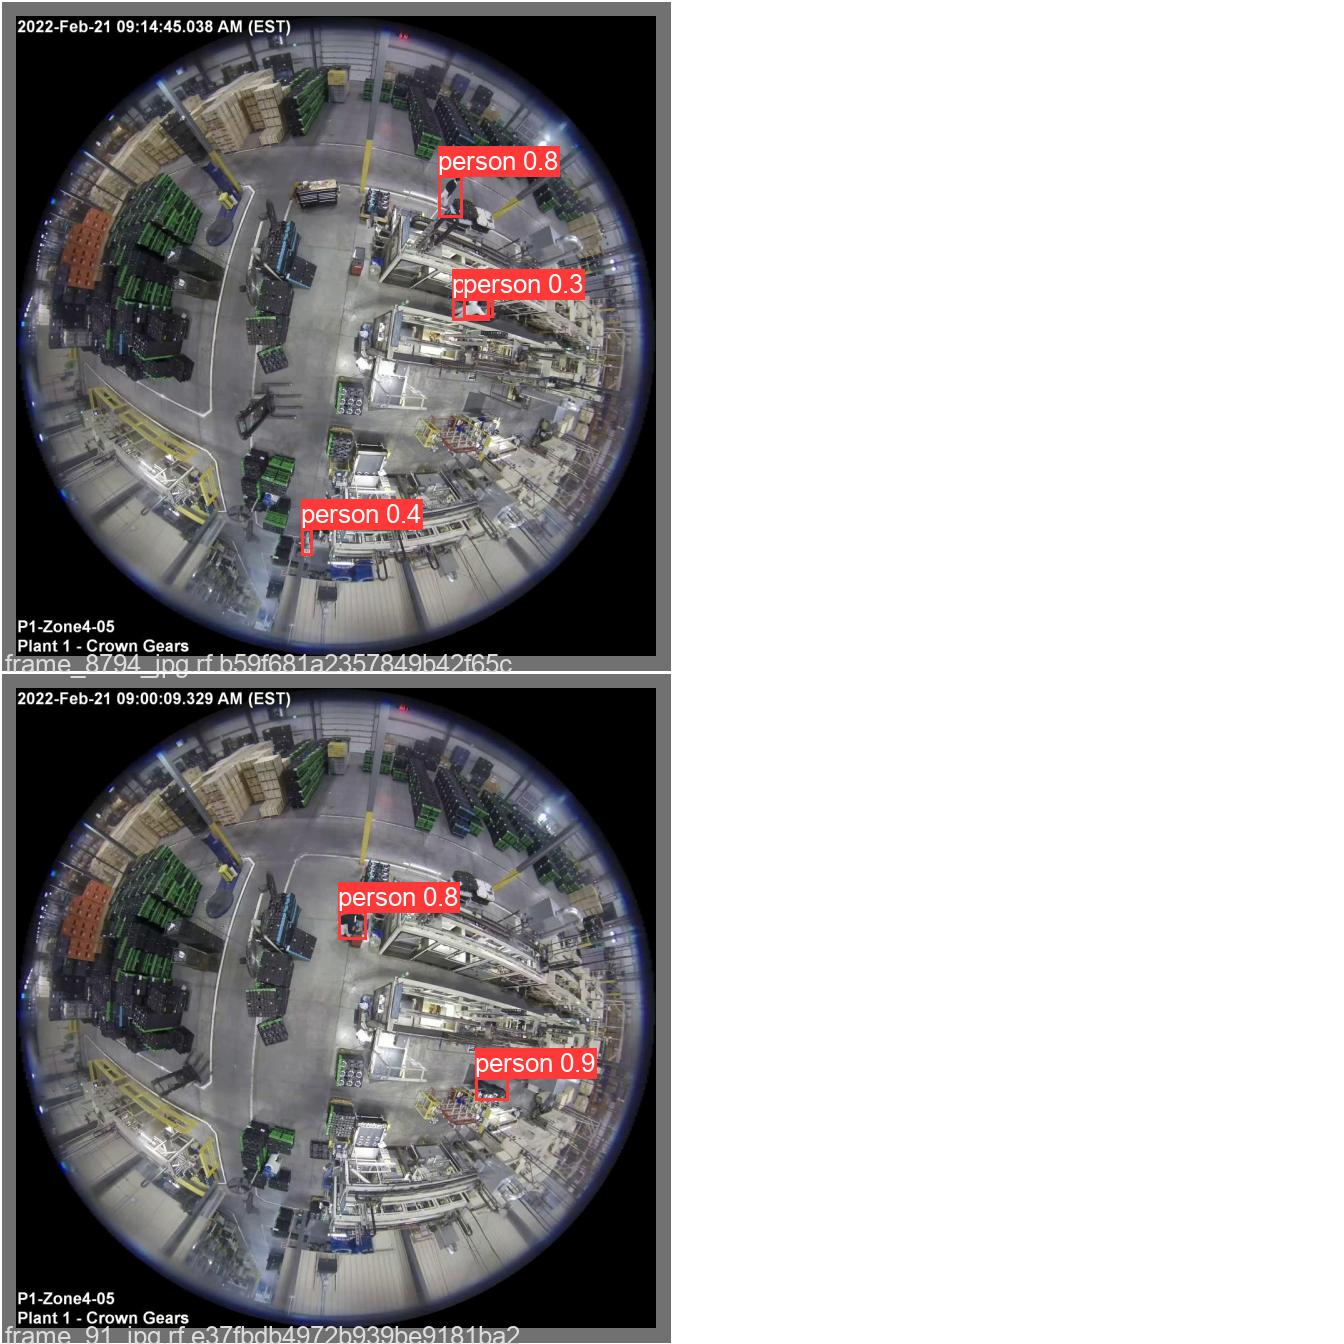 2022-Feb-21 09:14:45.038 AM (EST)
person 0.8
pperson 0.3
person 0.4
P1-Zone4-05
Plant 1 - Crown Gears
frame_8794_jpg.rf.b59f681a2357849b42f65c
2022-Feb-21 09:00:09.329 AM (EST)
person 0.8
person 0.9
P1-Zone4-05
Plant 1 - Crown Gears
frame_91_jpg.rf.e37fbdb4972b939be9181ba2